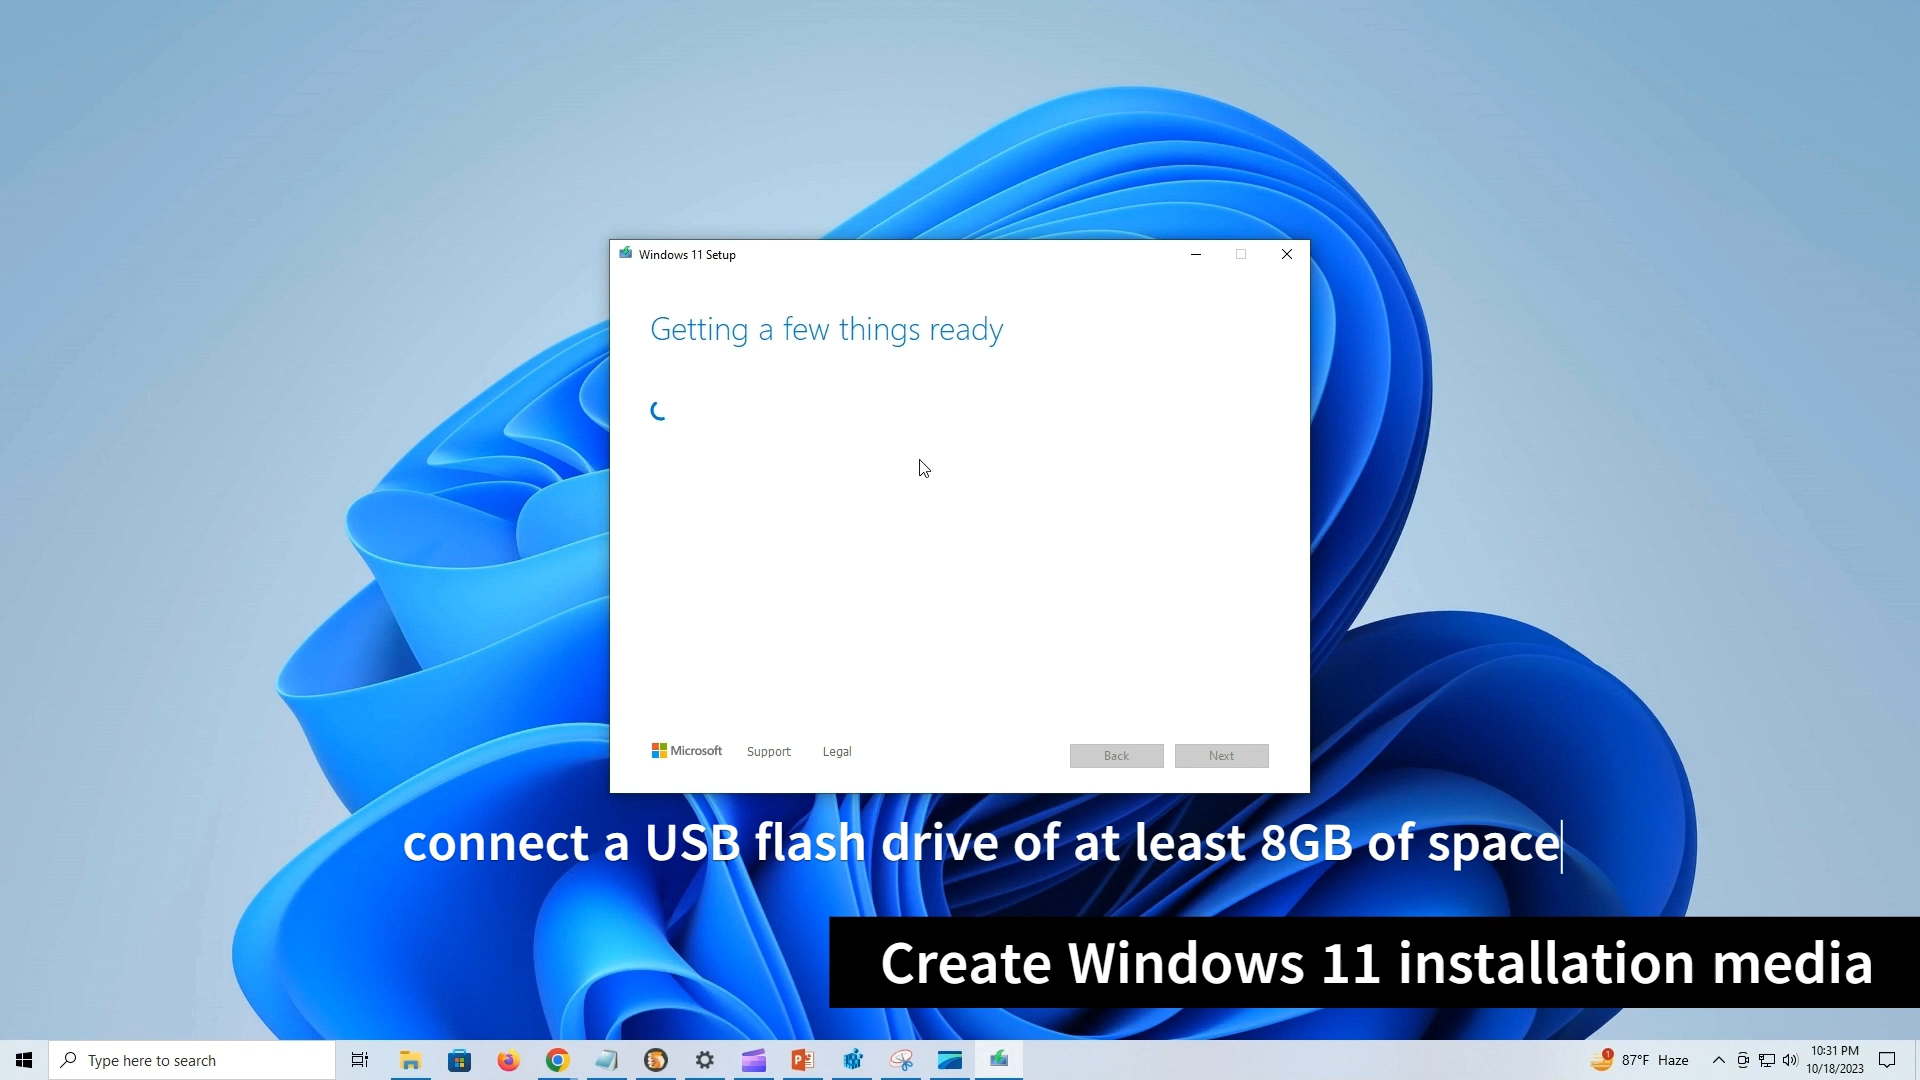 Windows 11 Setup
Getting a few things ready
Microsoft
Support
Legal
Back
Next
connect a USB flash drive of at least 8GB of space
Create Windows 11 installation media
Type here to search
1
87°F Haze
10:31 PM
10/18/2023